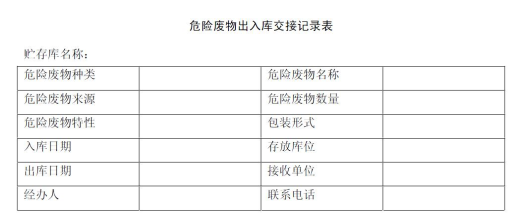 危险废物出入库交接记录表
贮存库名称：
危险废物种类 危险废物名称
危险废物来源 危险废物数量
危险废物特性 包装形式
入库日期 存放库位
出库日期 接收单位
经办人 联系电话